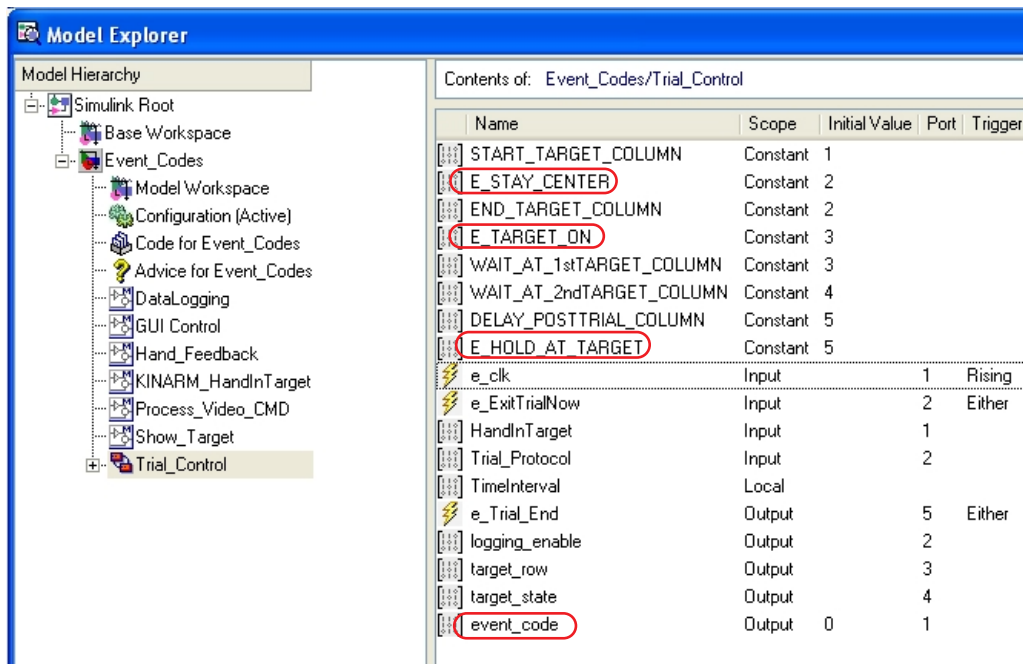 Model Explorer
Model Hierarchy
Simulink Root
Base Workspace
Event_Codes
Model Workspace
Configuration (Active)
Code for Event_Codes
Advice for Event_Codes
DataLogging
GUI Control
Hand_Feedback
KINARM_HandInTarget
Process_Video_CMD
Show_Target
Trial_Control
Contents of: Event_Codes/Trial_Control
Name Scope Initial Value Port Trigger
START_TARGET_COLUMN Constant 1
E_STAY_CENTER Constant 2
END_TARGET_COLUMN Constant 2
E_TARGET_ON Constant 3
WAIT_AT_1stTARGET_COLUMN Constant 3
WAIT_AT_2ndTARGET_COLUMN Constant 4
DELAY_POSTTRIAL_COLUMN Constant 5
E_HOLD_AT_TARGET Constant 5
e_clk Input 1 Rising
e_ExitTrialNow Input 2 Either
HandInTarget Input 1
Trial_Protocol Input 2
TimeInterval Local
e_Trial_End Output 5 Either
logging_enable Output 2
target_row Output 3
target_state Output 4
event_code Output 0 1